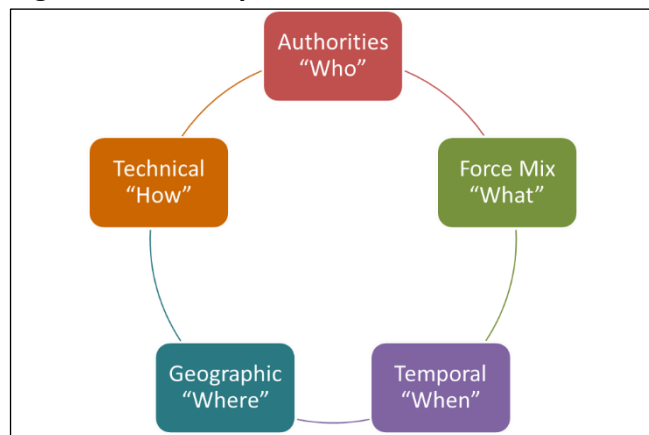 Authorities
“Who”
Technical
“How”
Force Mix
“What”
Geographic
“Where”
Temporal
“When”